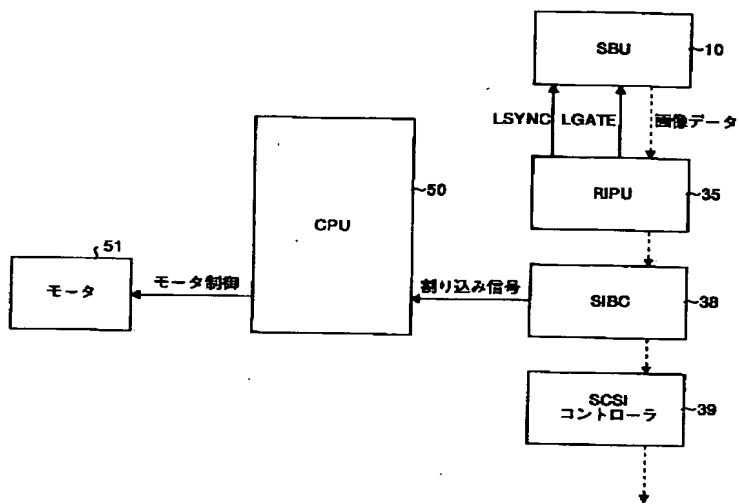 SBU
10
LSYNC
LGATE
画像データ
50
CPU
RIPU
35
51
モータ
モータ制御
割り込み信号
SIBC
38
SCSI
コントローラ
39